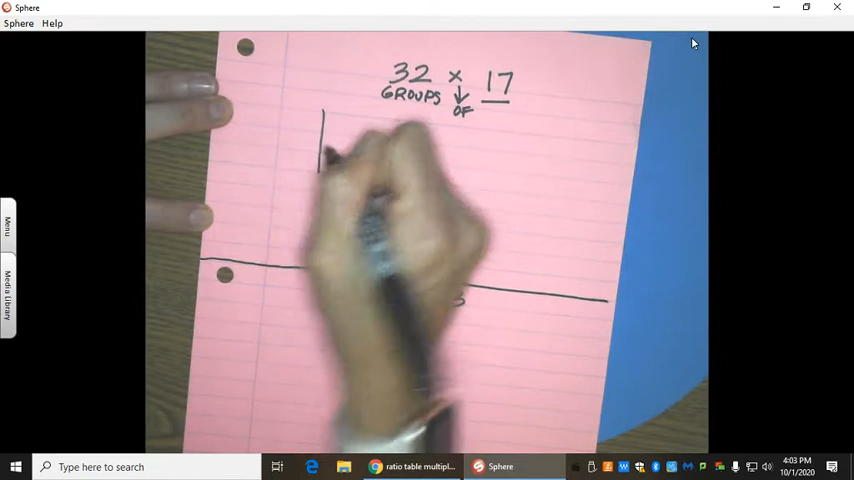 Sphere
Sphere Help
32 x 17
GROUPS ↓
OF
Menu
Media Library
Type here to search
ratio table multipl...
Sphere
4:03 PM
10/1/2020